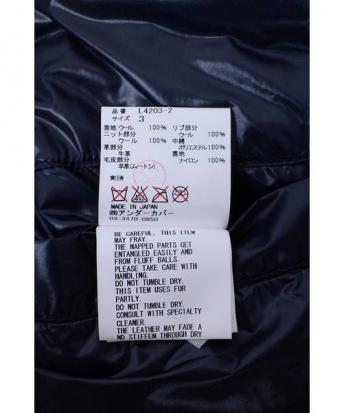 品番 L4203-2
サイズ 3
表地 ウール 100% リブ部分
ニット部分 ウール 100%
ウール 100% 中綿
革部分 ポリエステル 100%
牛革 裏地
毛皮部分 ナイロン 100%
羊革(ムートン)
MADE IN JAPAN
㈱アンダーカバー
03-3470-0850
BE CAREFUL, THIS ITEM
MAY FRAY.
THE NAPPED PARTS GET
ENTANGLED EASILY AND
FROM FLUFF BALLS.
PLEASE TAKE CARE WITH
HANDLING.
DO NOT TUMBLE DRY.
THIS ITEM USES FUR
PARTLY.
DO NOT TUMBLE DRY.
CONSULT WITH SPECIALTY
CLEANER.
THE LEATHER MAY FADE A
ND STIFFEN THROUGH DRY